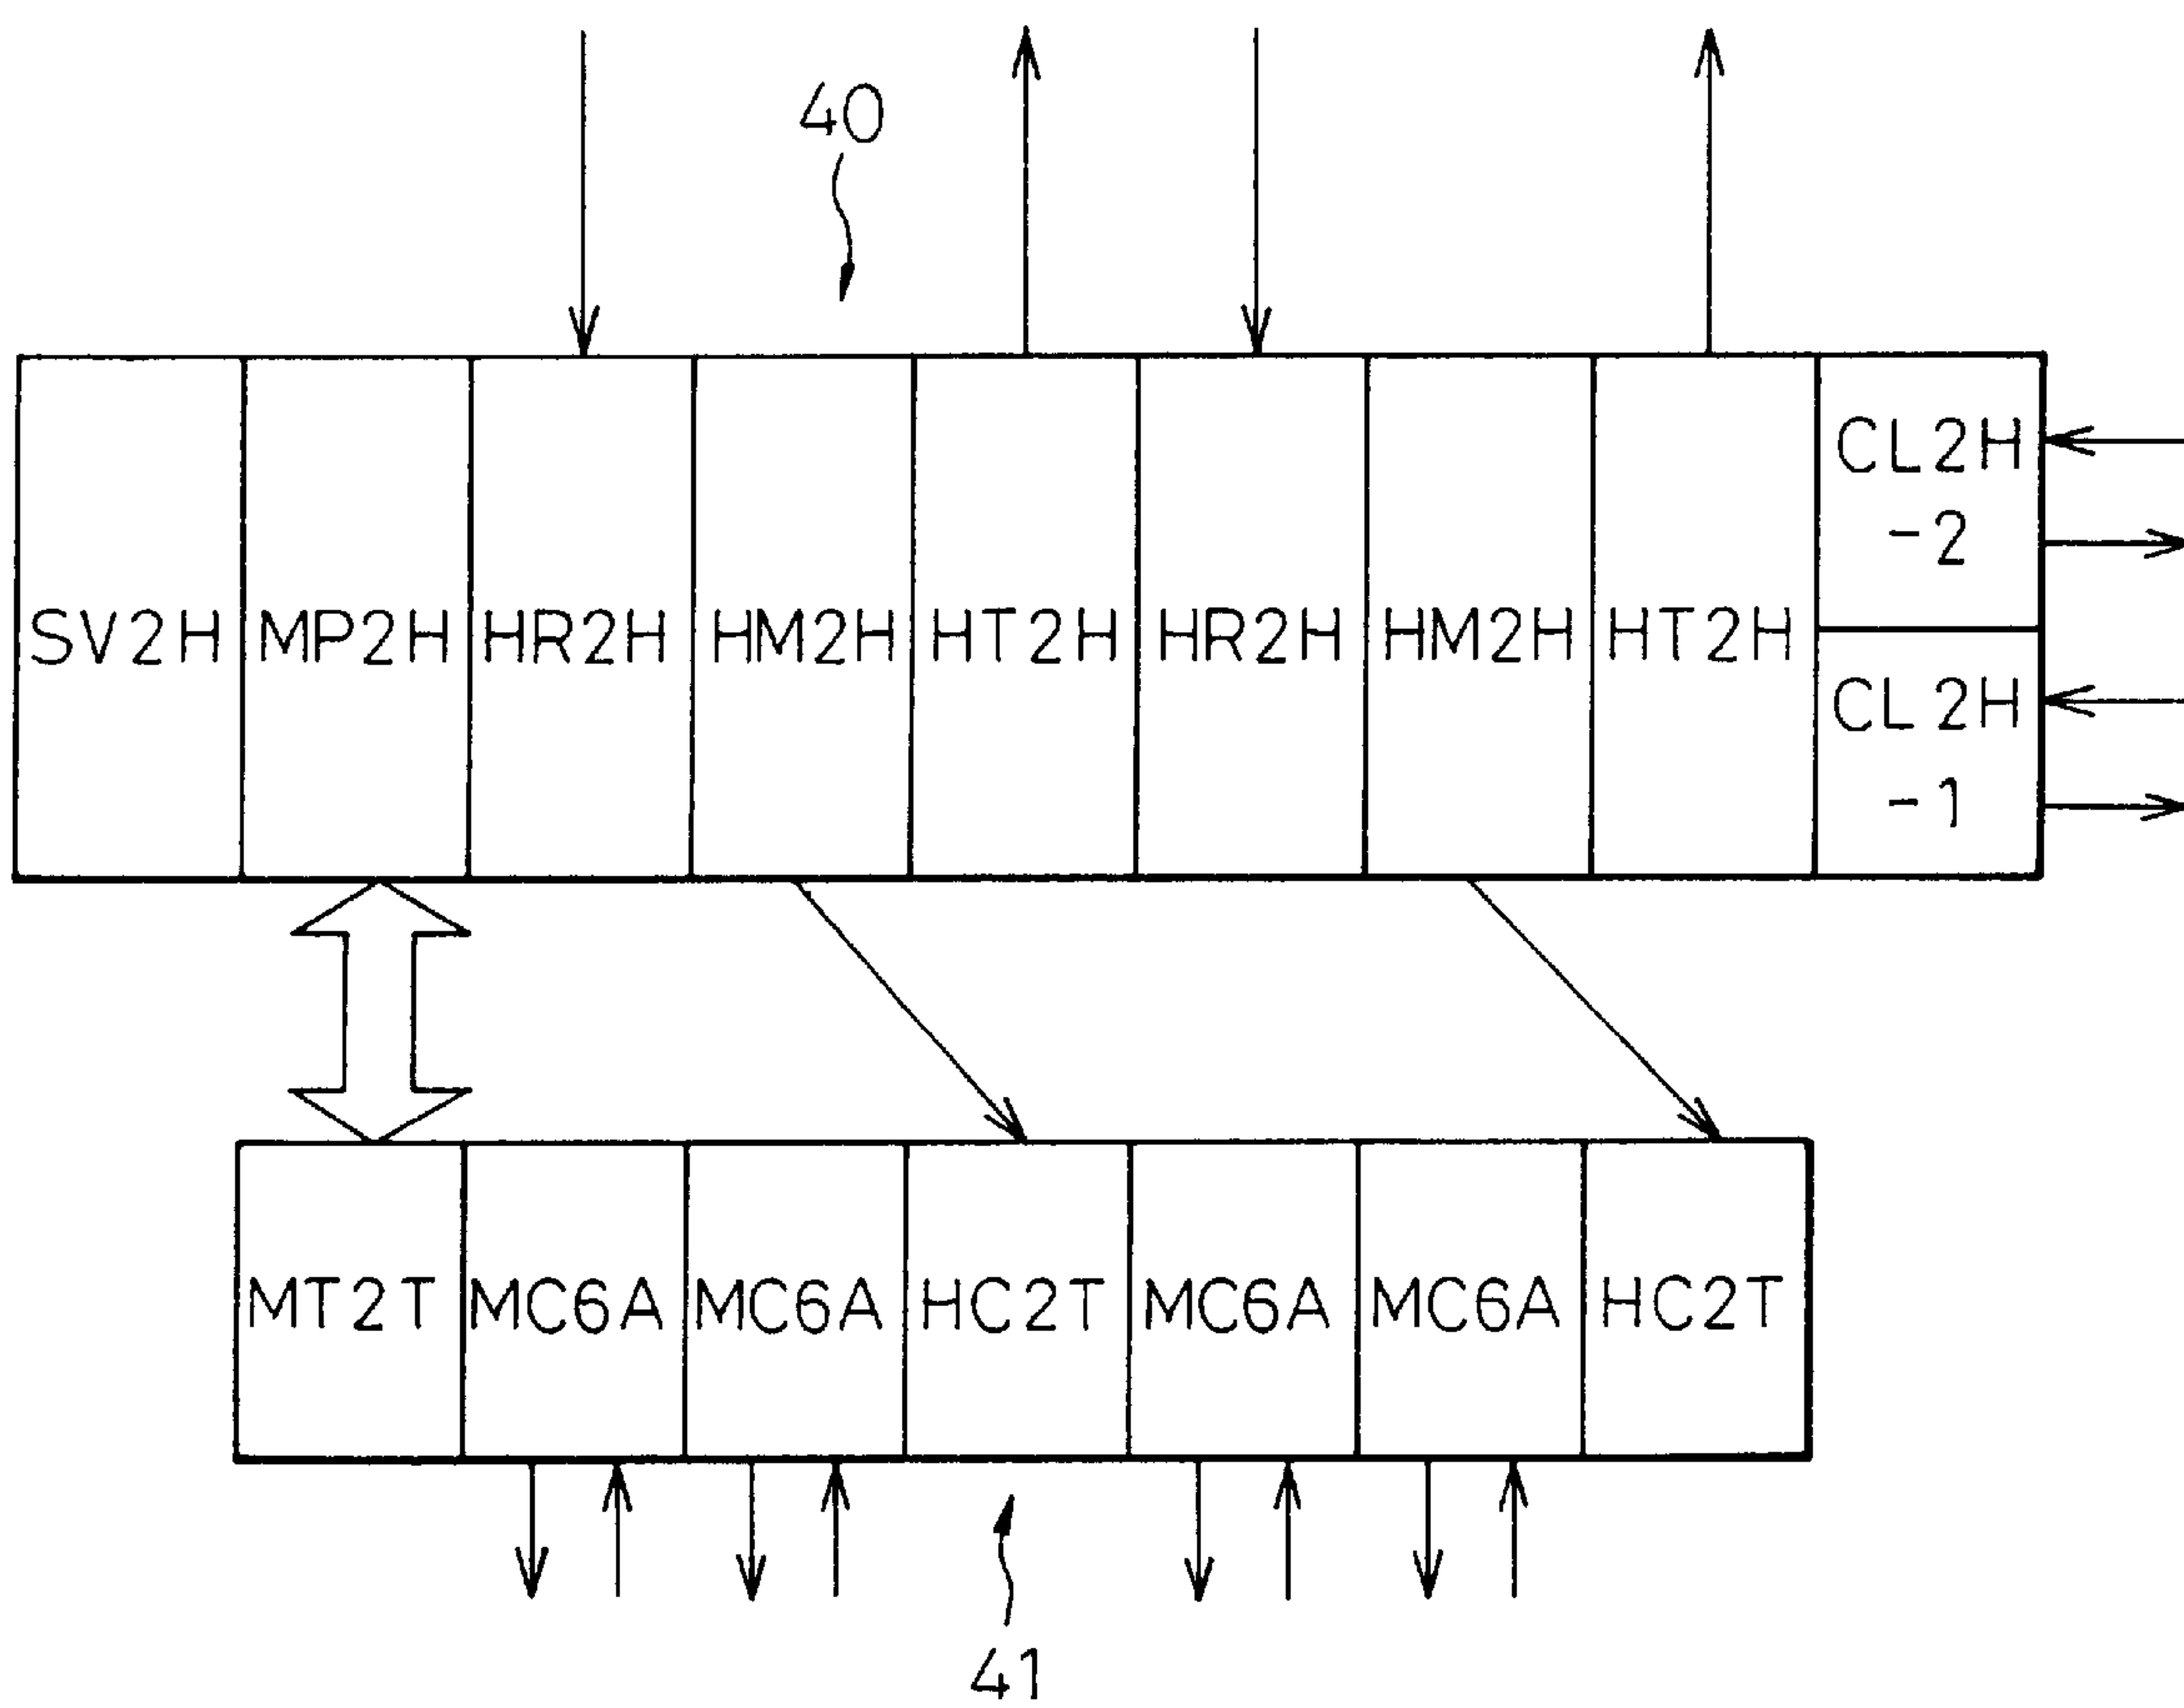 40
SV2H MP2H HR2H HM2H HT2H HR2H HM2H HT2H
CL2H
-2
CL2H
-1
MT2T MC6A MC6A HC2T MC6A MC6A HC2T
41